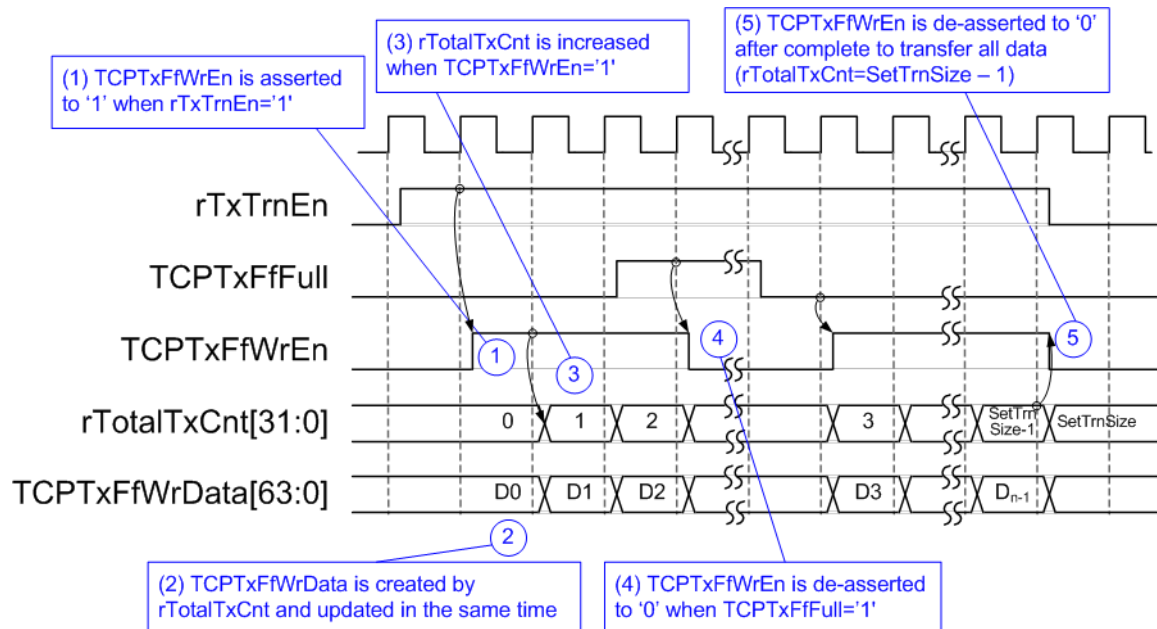 (5) TCPTxFfWrEn is de-asserted to ‘0’
after complete to transfer all data
(rTotalTxCnt=SetTrnSize – 1)
(3) rTotalTxCnt is increased
when TCPTxFfWrEn='1'
(1) TCPTxFfWrEn is asserted
to ‘1’ when rTxTrnEn='1'
rTxTrnEn
TCPTxFfFull
TCPTxFfWrEn
1
3
4
5
rTotalTxCnt[31:0]
0
1
2
3
SetTrn
Size-1
SetTrnSize
TCPTxFfWrData[63:0]
D0
D1
D2
D3
Dn-1
2
(2) TCPTxFfWrData is created by
rTotalTxCnt and updated in the same time
(4) TCPTxFfWrEn is de-asserted
to ‘0’ when TCPTxFfFull='1'